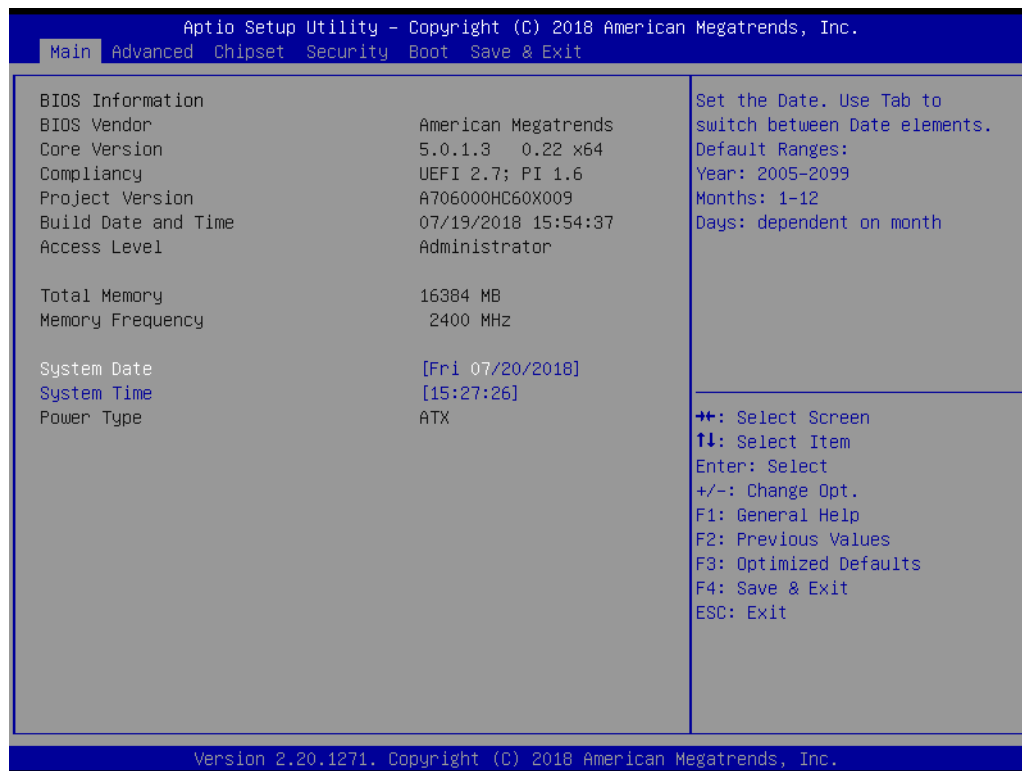 Aptio Setup Utility – Copyright (C) 2018 American Megatrends, Inc.
Main Advanced Chipset Security Boot Save & Exit
BIOS Information
BIOS Vendor American Megatrends
Core Version 5.0.1.3 0.22 x64
Compliancy UEFI 2.7; PI 1.6
Project Version A706000HC60X009
Build Date and Time 07/19/2018 15:54:37
Access Level Administrator
Total Memory 16384 MB
Memory Frequency 2400 MHz
System Date [Fri 07/20/2018]
System Time [15:27:26]
Power Type ATX
Set the Date. Use Tab to
switch between Date elements.
Default Ranges:
Year: 2005-2099
Months: 1-12
Days: dependent on month
→←: Select Screen
↑↓: Select Item
Enter: Select
+/-: Change Opt.
F1: General Help
F2: Previous Values
F3: Optimized Defaults
F4: Save & Exit
ESC: Exit
Version 2.20.1271. Copyright (C) 2018 American Megatrends, Inc.